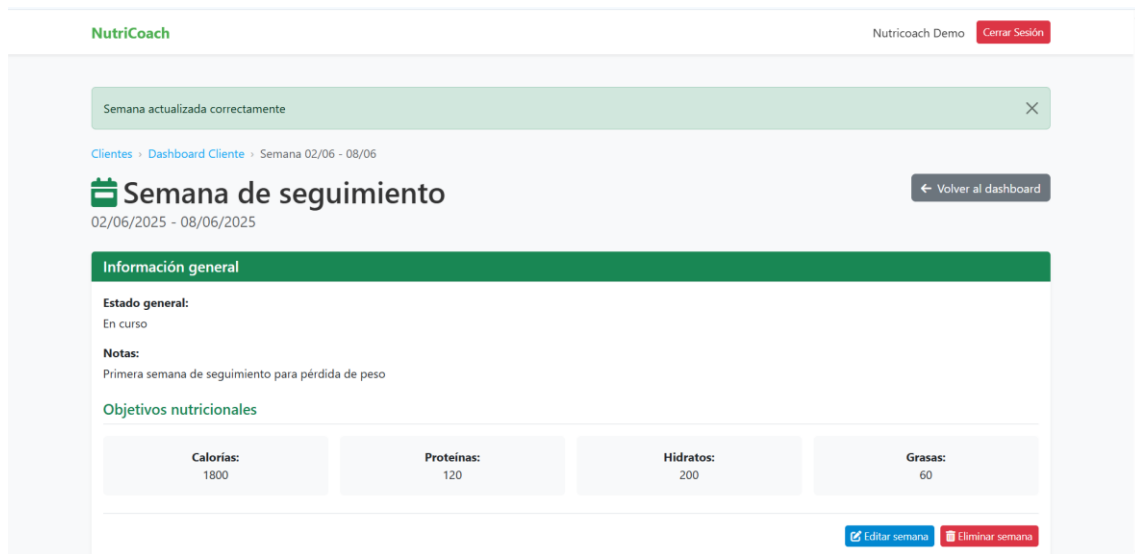 NutriCoach
Nutricoach Demo
Cerrar Sesión
Semana actualizada correctamente
Clientes › Dashboard Cliente › Semana 02/06 - 08/06
Semana de seguimiento
← Volver al dashboard
02/06/2025 - 08/06/2025
Información general
Estado general:
En curso
Notas:
Primera semana de seguimiento para pérdida de peso
Objetivos nutricionales
Calorías:
1800
Proteínas:
120
Hidratos:
200
Grasas:
60
Editar semana
Eliminar semana